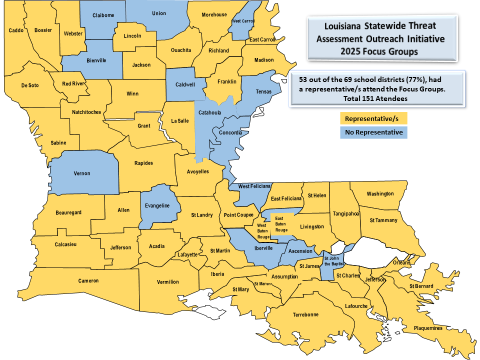 Louisiana Statewide Threat
Assessment Outreach Initiative
2025 Focus Groups
53 out of the 69 school districts (77%), had
a representative/s attend the Focus Groups.
Total 151 Atendees
Representative/s
No Representative
Caddo
Bossier
Webster
Claiborne
Union
Morehouse
West Carroll
East Carroll
Lincoln
Ouachita
Richland
Madison
Bienville
Jackson
De Soto
Red River
Winn
Caldwell
Franklin
Tensas
Natchitoches
Grant
La Salle
Catahoula
Concordia
Sabine
Vernon
Rapides
Avoyelles
Beauregard
Allen
Evangeline
St Landry
Point Coupee
West Feliciana
East Feliciana
St Helen
Tangipahoa
Washington
St Tammany
West
Baton
Rouge
East
Baton
Rouge
Livingston
Calcasieu
Jefferson
Acadia
Lafayette
St Martin
Iberville
Ascension
St John
the Baptist
St James
St Charles
Jefferson
Orleans
St Bernard
Cameron
Vermilion
Iberia
St Mary
St Martin
Assumption
Terrebonne
Lafourche
Plaquemines